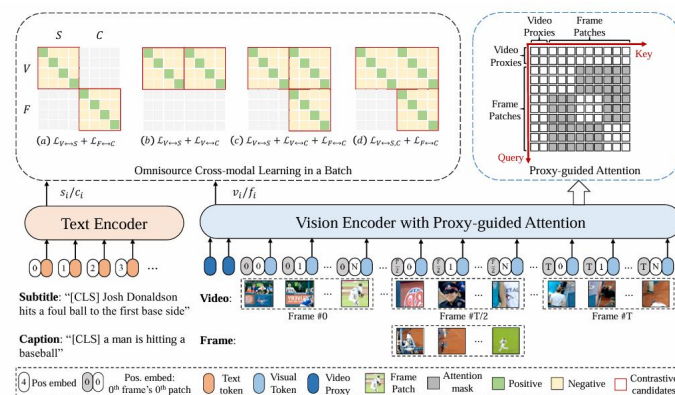 S C
V
F
(a) ℒV↔S + ℒF↔C
(b) ℒV↔S + ℒV↔C
(c) ℒV↔S + ℒV↔C + ℒF↔C
(d) ℒV↔S,C + ℒF↔C
Omnisource Cross-modal Learning in a Batch
Video Proxies
Frame Patches
Video Proxies
Key
Frame Patches
Query
Proxy-guided Attention
si/ci
vi/fi
Text Encoder
Vision Encoder with Proxy-guided Attention
0 1 2 3 ...
0 0 0 1 ... 0 N ... T/2 0 T/2 1 ... T/2 N ... T 0 T 1 ... T N
Subtitle: "[CLS] Josh Donaldson
hits a foul ball to the first base side"
Video:
Frame #0
Frame #T/2
Frame #T
Caption: "[CLS] a man is hitting a
baseball"
Frame:
4 Pos embed
0 0 Pos. embed:
0th frame's 0th patch
Text token
Visual Token
Video Proxy
Frame Patch
Attention mask
Positive
Negative
Contrastive candidates